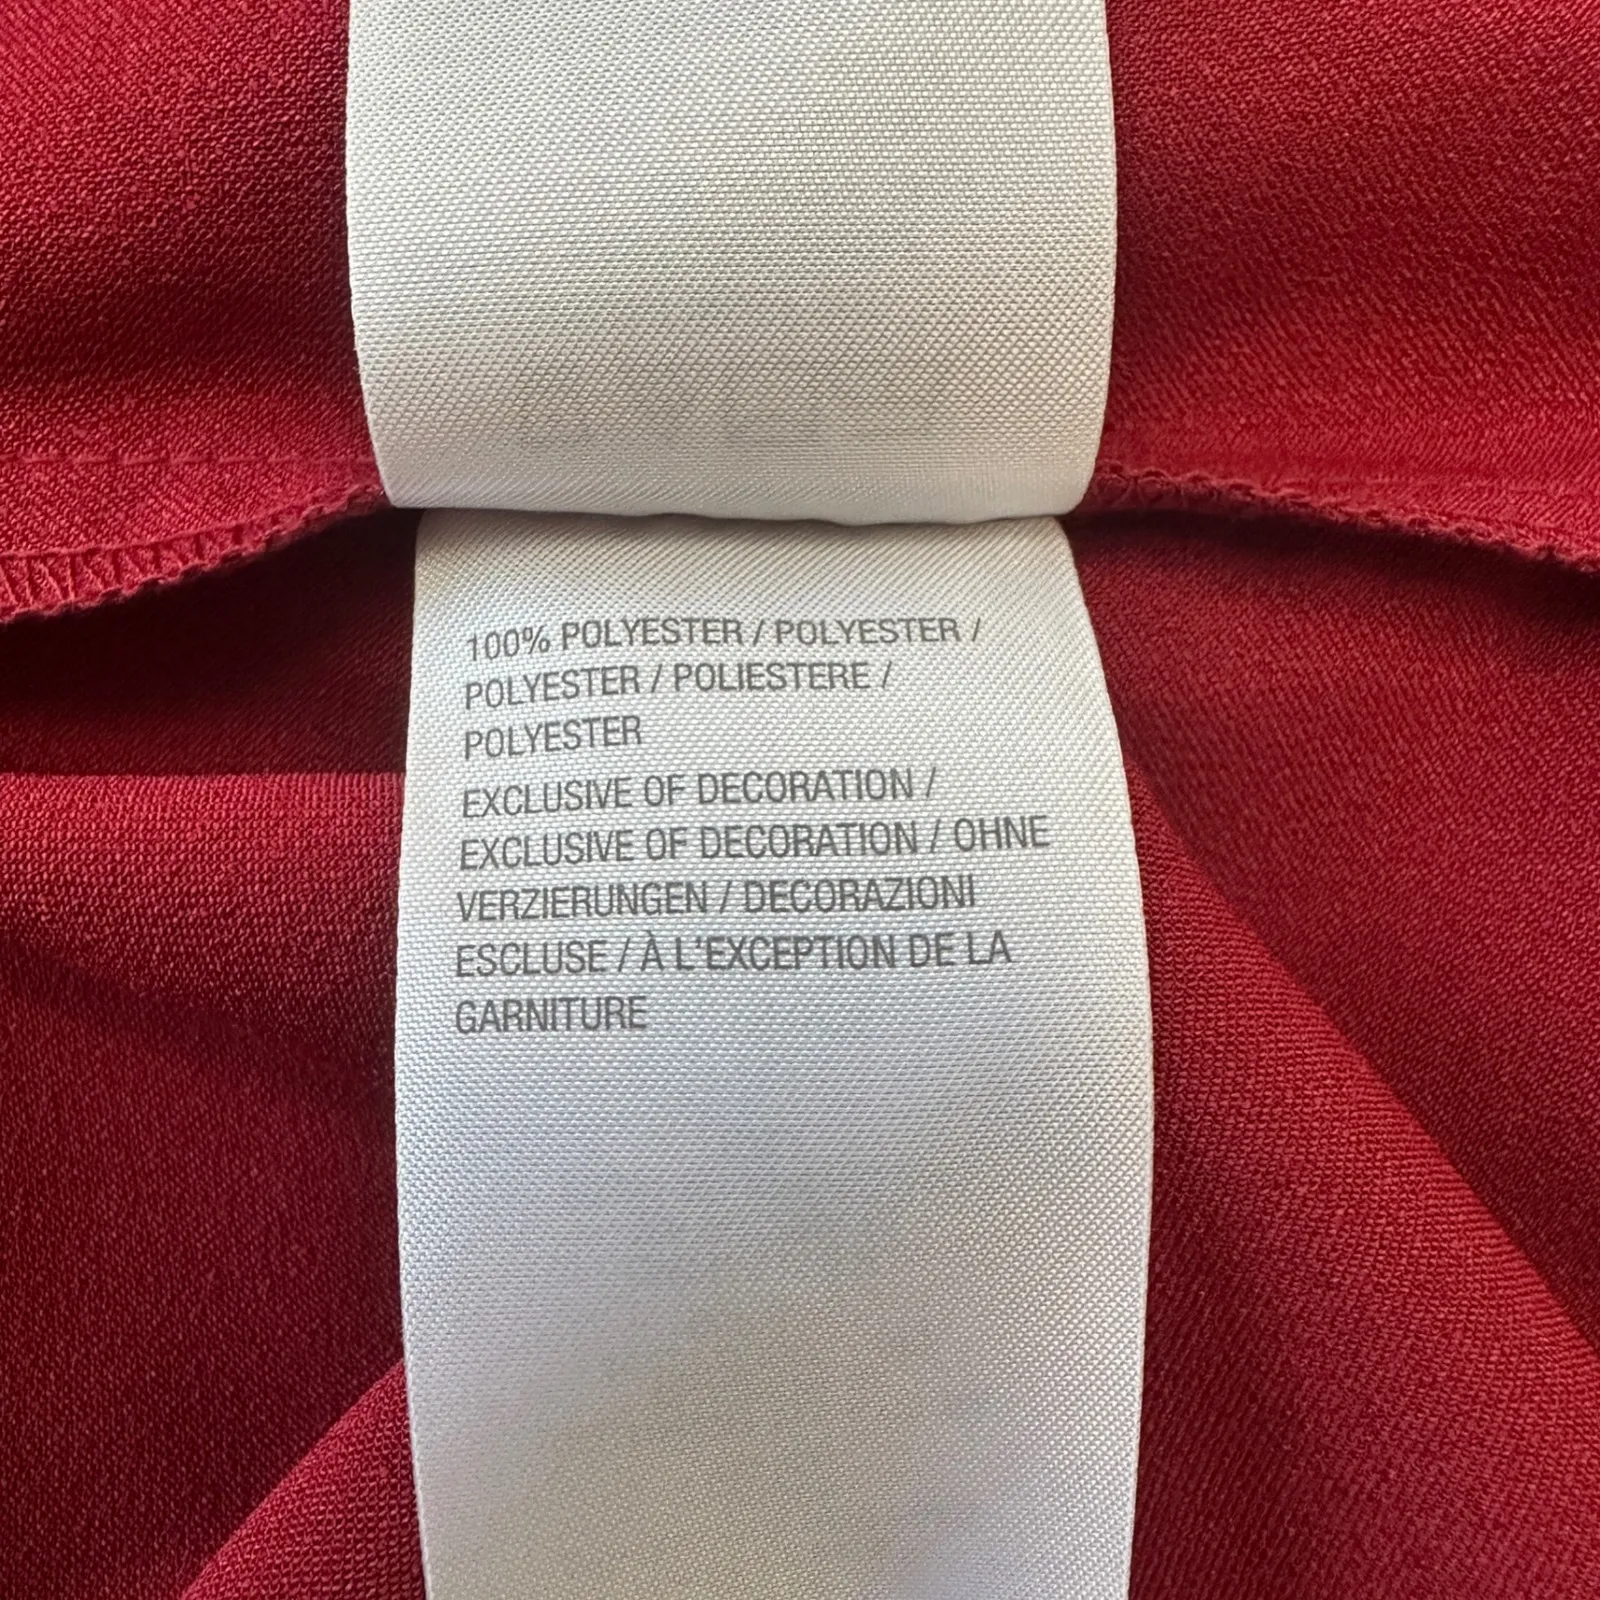 100% POLYESTER / POLYESTER /
POLYESTER / POLIESTERE /
POLYESTER
EXCLUSIVE OF DECORATION /
EXCLUSIVE OF DECORATION / OHNE
VERZIERUNGEN / DECORAZIONI
ESCLUSE / À L'EXCEPTION DE LA
GARNITURE